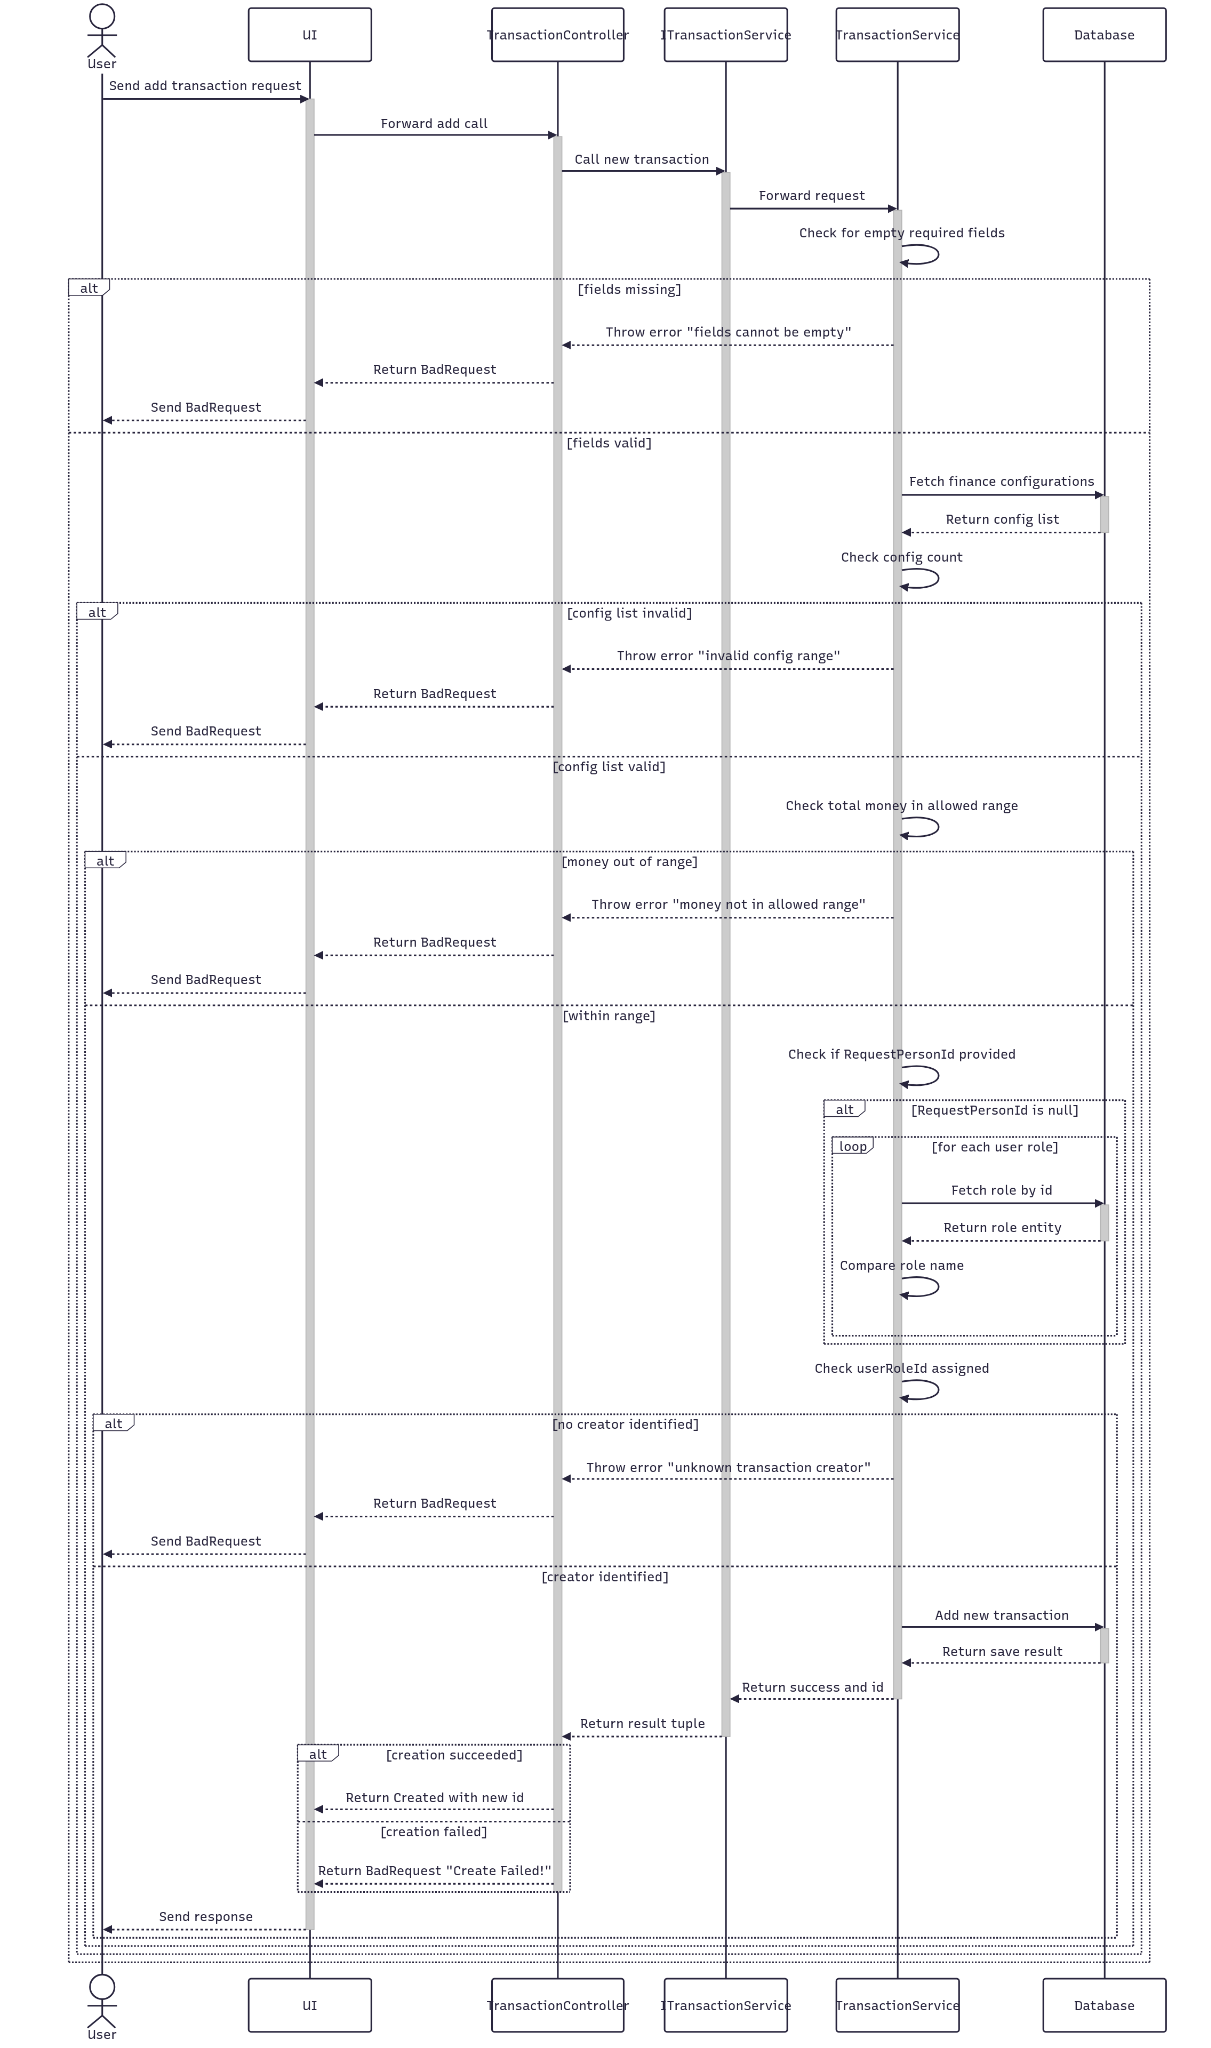 User
UI
TransactionController
ITransactionService
TransactionService
Database
Send add transaction request
Forward add call
Call new transaction
Forward request
Check for empty required fields
alt
[fields missing]
Throw error "fields cannot be empty"
Return BadRequest
Send BadRequest
[fields valid]
Fetch finance configurations
Return config list
Check config count
alt
[config list invalid]
Throw error "invalid config range"
Return BadRequest
Send BadRequest
[config list valid]
Check total money in allowed range
alt
[money out of range]
Throw error "money not in allowed range"
Return BadRequest
Send BadRequest
[within range]
Check if RequestPersonId provided
alt
[RequestPersonId is null]
loop
[for each user role]
Fetch role by id
Return role entity
Compare role name
Check userRoleId assigned
alt
[no creator identified]
Throw error "unknown transaction creator"
Return BadRequest
Send BadRequest
[creator identified]
Add new transaction
Return save result
Return success and id
Return result tuple
alt
[creation succeeded]
Return Created with new id
[creation failed]
Return BadRequest "Create Failed!"
Send response
User
UI
TransactionController
ITransactionService
TransactionService
Database